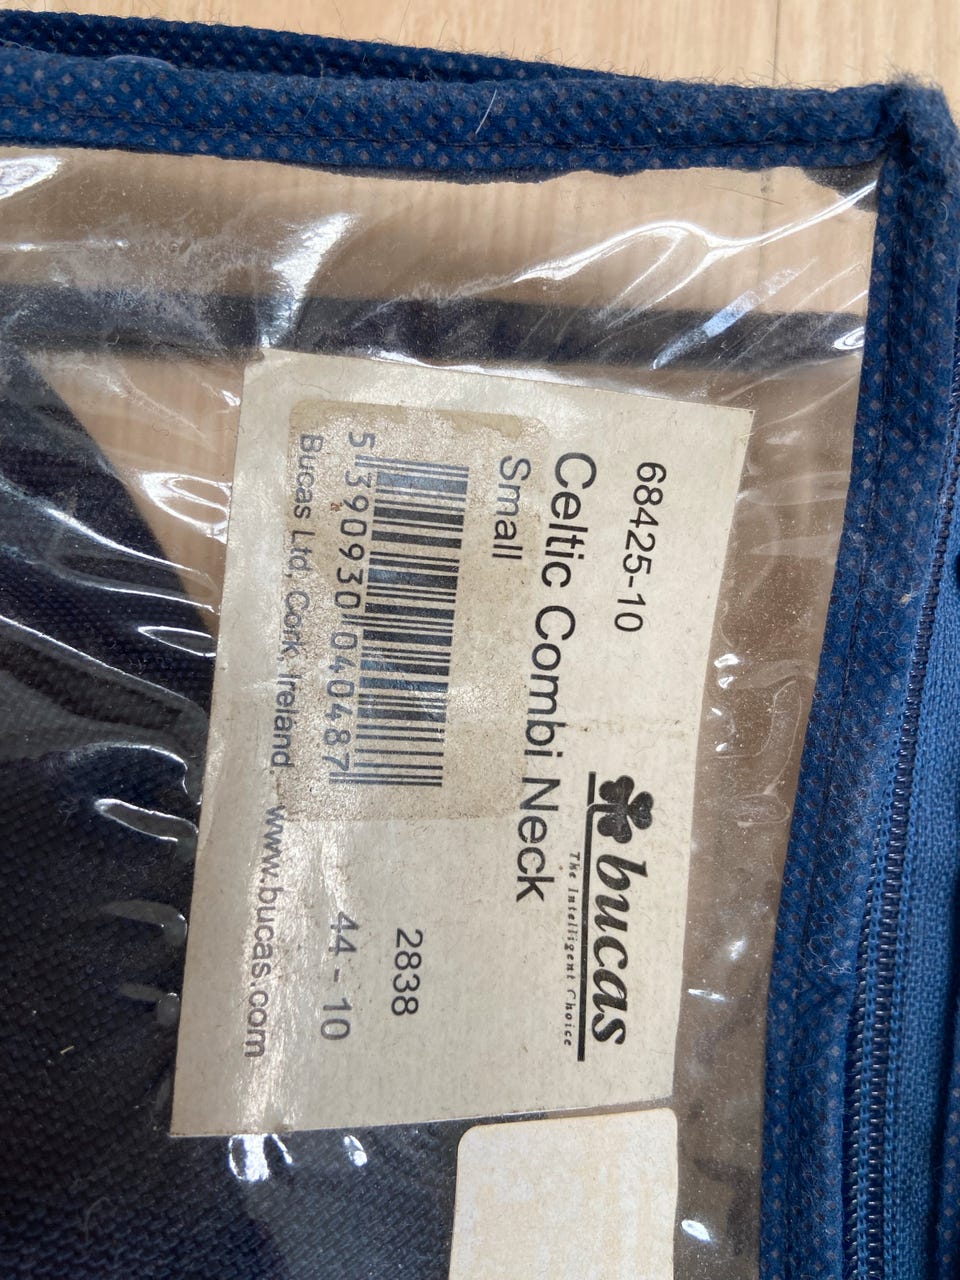 68425-10
bucas
The Intelligent Choice
Celtic Combi Neck
Small
2838
5 390930 040487
44 - 10
Bucas Ltd, Cork, Ireland. www.bucas.com